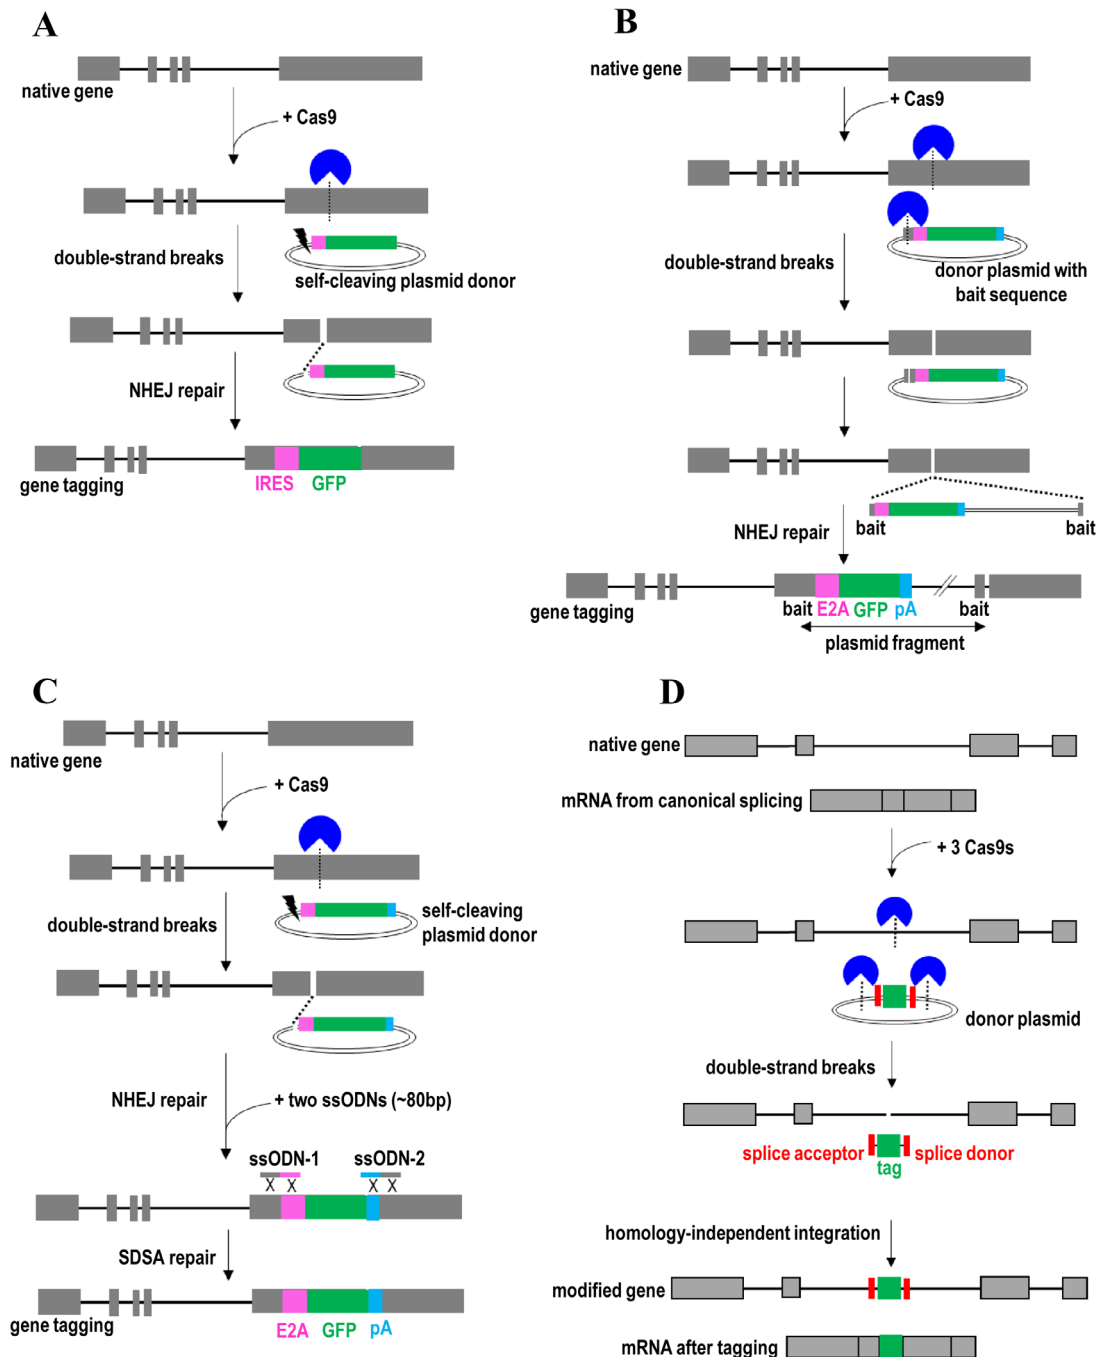 A
native gene
+ Cas9
double-strand breaks
self-cleaving plasmid donor
NHEJ repair
gene tagging
IRES
GFP
B
native gene
+ Cas9
double-strand breaks
donor plasmid with
bait sequence
NHEJ repair
bait
bait
gene tagging
bait
E2A
GFP
pA
bait
plasmid fragment
C
native gene
+ Cas9
double-strand breaks
self-cleaving
plasmid donor
NHEJ repair
+ two ssODNs (~80bp)
ssODN-1
ssODN-2
X X
X X
SDSA repair
gene tagging
E2A
GFP
pA
D
native gene
mRNA from canonical splicing
+ 3 Cas9s
donor plasmid
double-strand breaks
splice acceptor
tag
splice donor
homology-independent integration
modified gene
mRNA after tagging